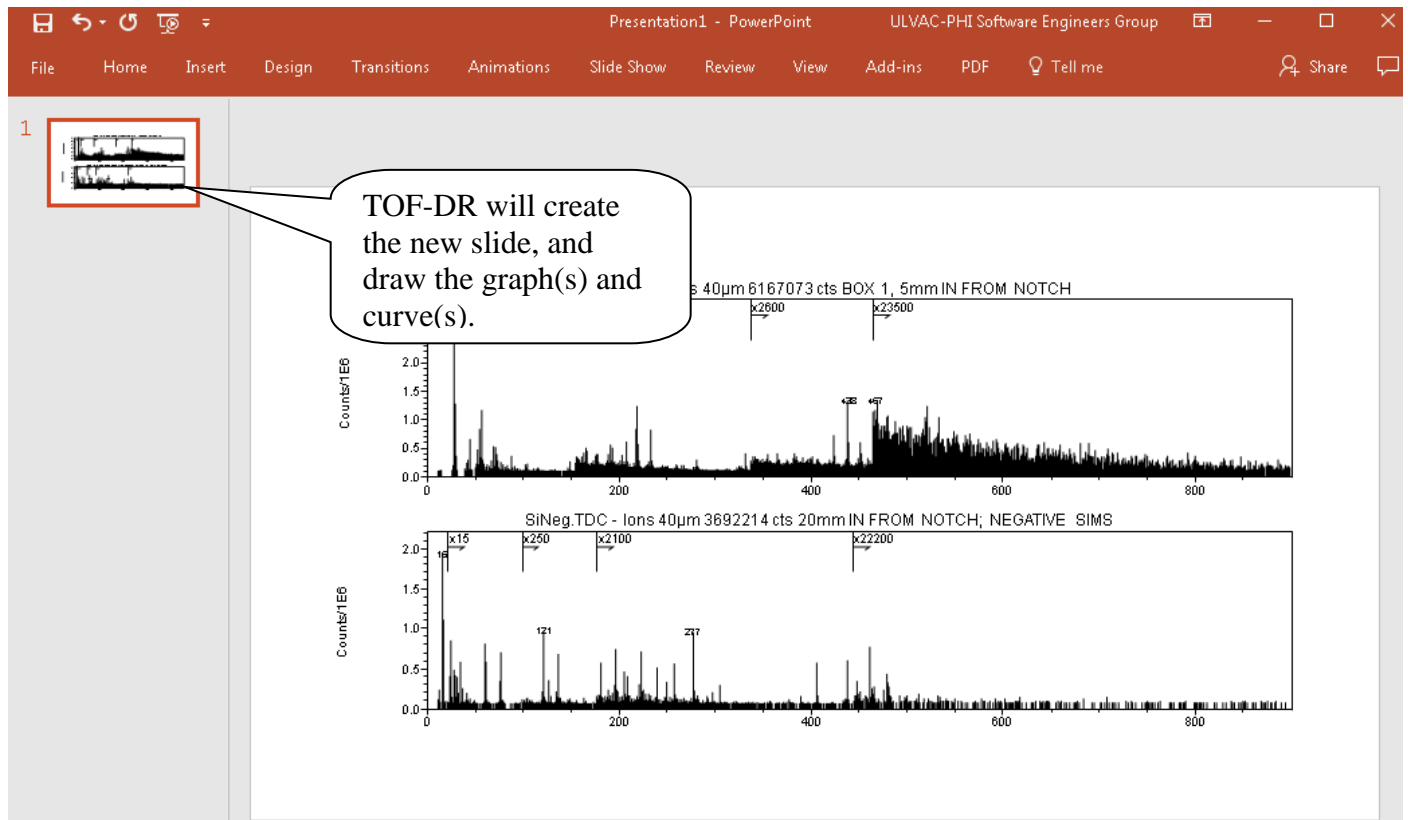 Presentation1 - PowerPoint ULVAC-PHI Software Engineers Group
File Home Insert Design Transitions Animations Slide Show Review View Add-ins PDF Tell me Share
1
TOF-DR will create
the new slide, and
draw the graph(s) and
curve(s).
40µm 6167073 cts BOX 1, 5mm IN FROM NOTCH
x2600 x23500
Counts/1E6
2.0
1.5
1.0
0.5
0.0
438 467
0 200 400 600 800
SiNeg.TDC - Ions 40µm 3692214 cts 20mm IN FROM NOTCH; NEGATIVE SIMS
x15 x250 x2100 x22200
Counts/1E6
2.0
1.5
1.0
0.5
0.0
16 121 277
0 200 400 600 800